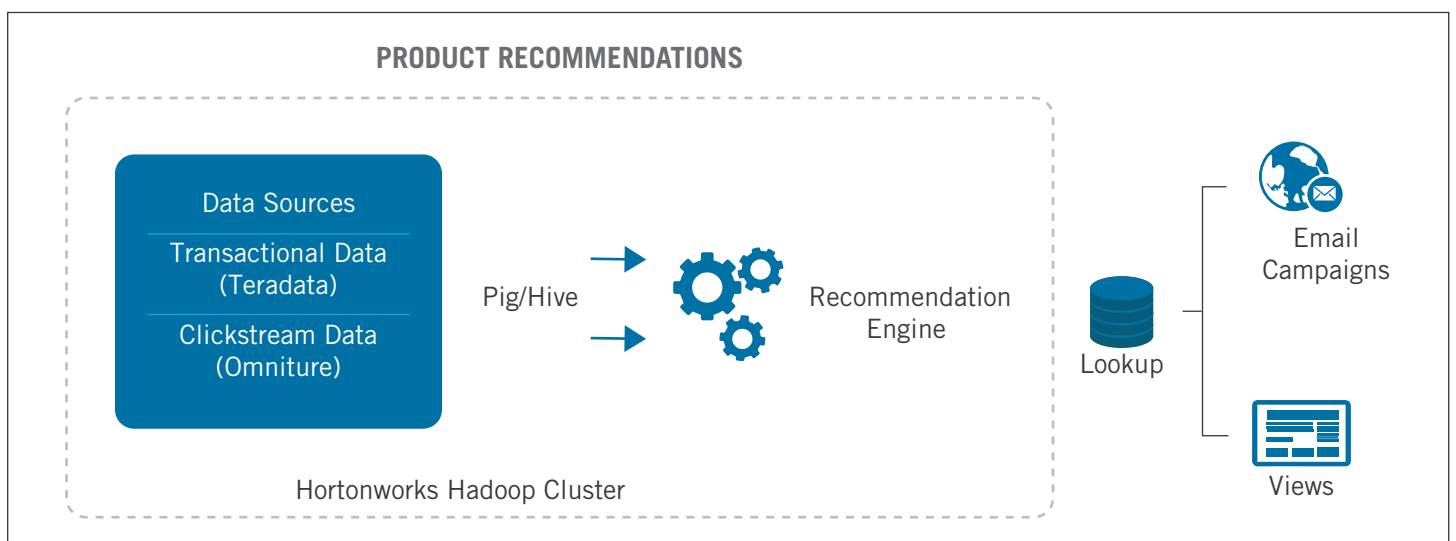 PRODUCT RECOMMENDATIONS
Data Sources
Transactional Data
(Teradata)
Clickstream Data
(Omniture)
Pig/Hive
Recommendation
Engine
Hortonworks Hadoop Cluster
Lookup
Email
Campaigns
Views